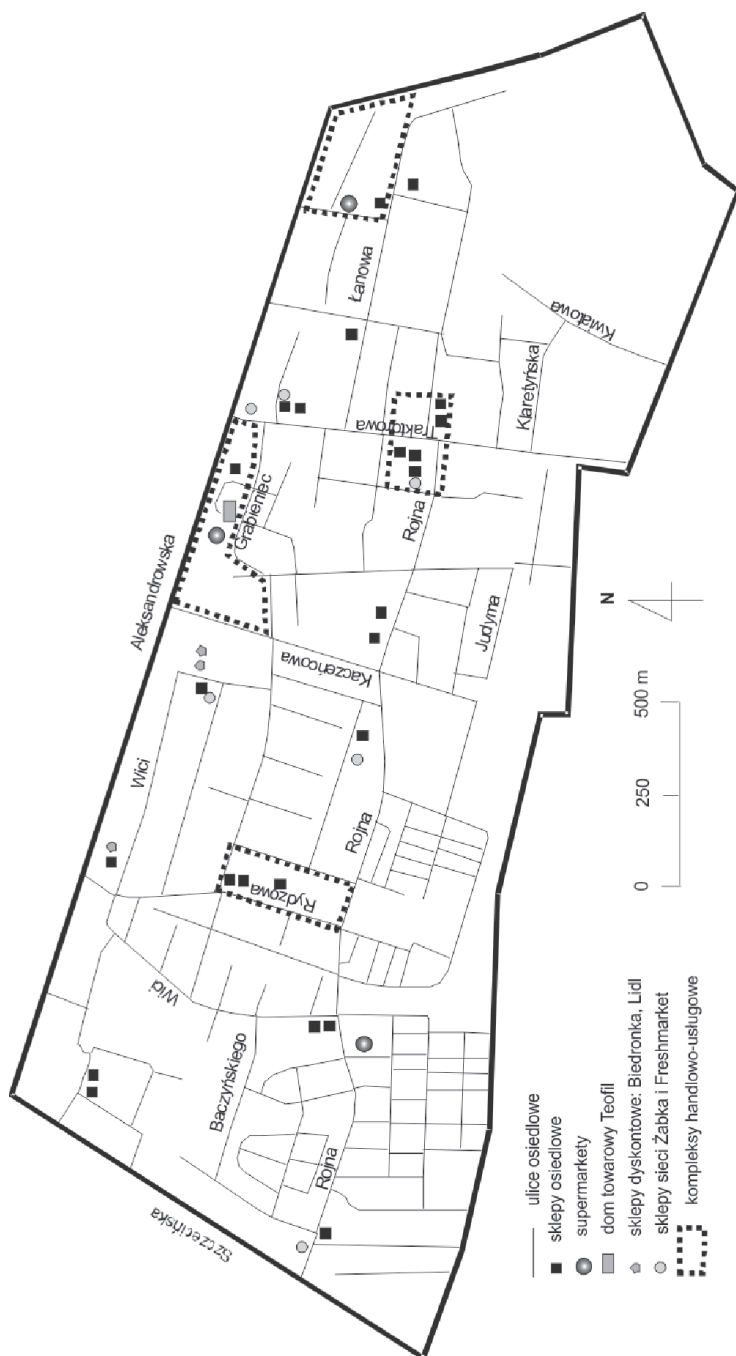 Szczecińska
Aleksandrowska
Wici
Wici
Baczyńskiego
Rojna
Rydzowa
Rojna
Kaczeńcowa
Grabieniec
Rojna
Judyma
Traktorowa
Łanowa
Klaretyńska
Kwiatowa
N
0 250 500 m
ulice osiedlowe
sklepy osiedlowe
supermarkety
dom towarowy Teofil
sklepy dyskontowe: Biedronka, Lidl
sklepy sieci Żabka i Freshmarket
kompleksy handlowo-usługowe